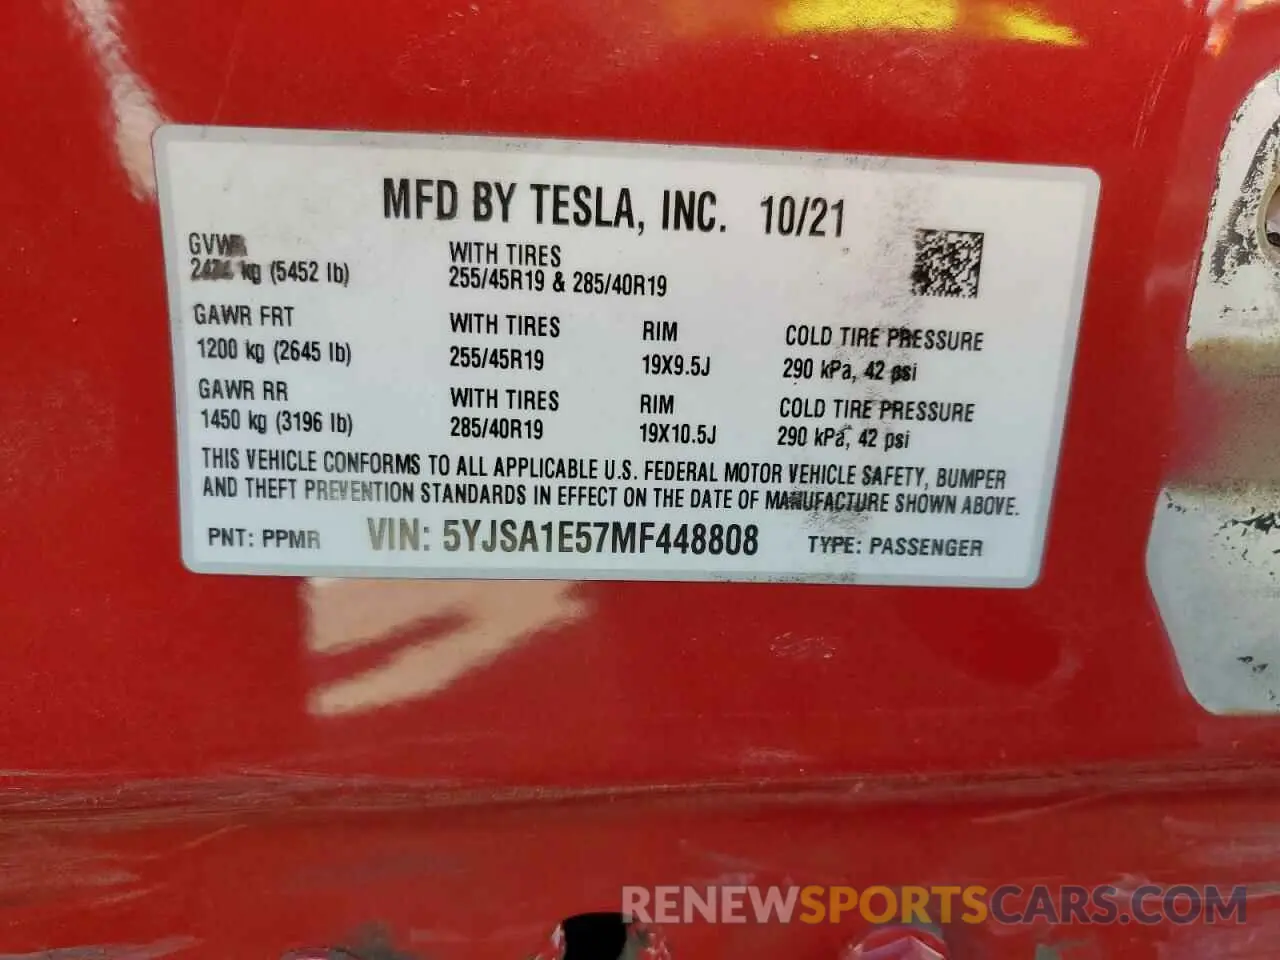 MFD BY TESLA, INC. 10/21
GVWR WITH TIRES
kg (5452 lb) 255/45R19 & 285/40R19
GAWR FRT WITH TIRES RIM COLD TIRE PRESSURE
1200 kg (2645 lb) 255/45R19 19X9.5J 290 kPa, 42 psi
GAWR RR WITH TIRES RIM COLD TIRE PRESSURE
1450 kg (3196 lb) 285/40R19 19X10.5J 290 kPa, 42 psi
THIS VEHICLE CONFORMS TO ALL APPLICABLE U.S. FEDERAL MOTOR VEHICLE SAFETY, BUMPER
AND THEFT PREVENTION STANDARDS IN EFFECT ON THE DATE OF MANUFACTURE SHOWN ABOVE.
PNT: PPMR VIN: 5YJSA1E57MF448808 TYPE: PASSENGER
RENEWSPORTSCARS.COM